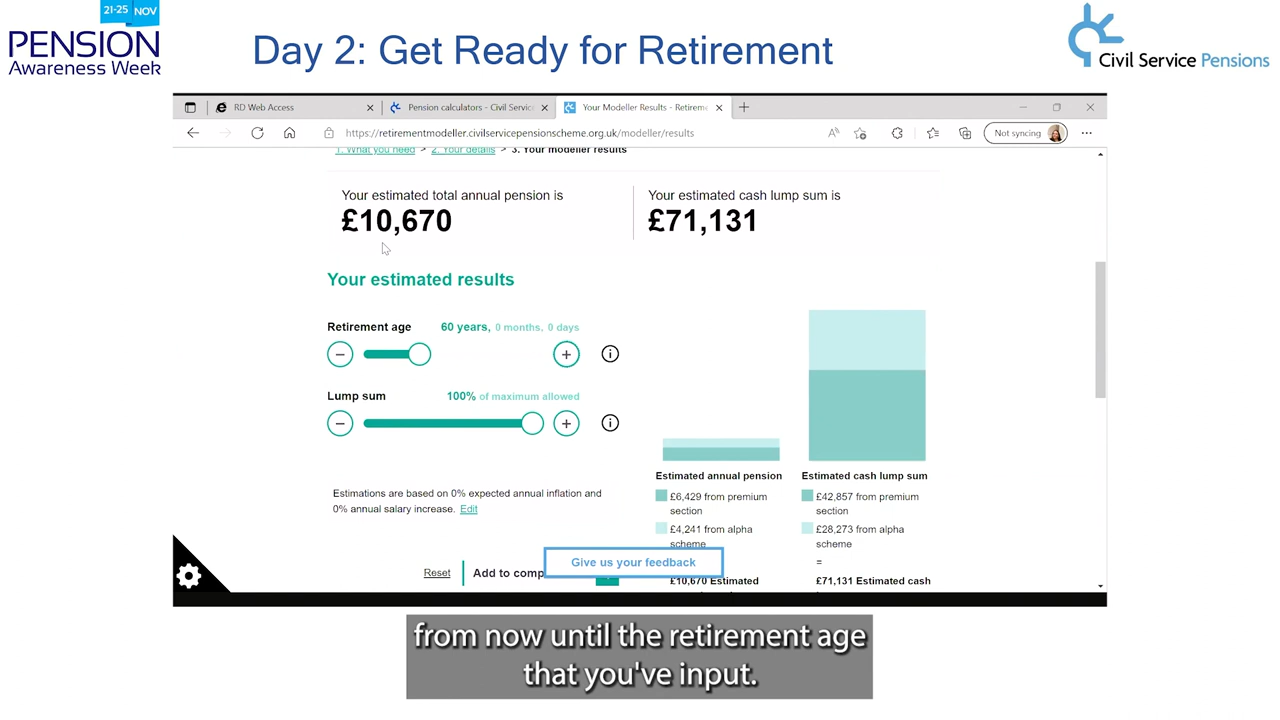 21-25 NOV
PENSION
Awareness Week
Day 2: Get Ready for Retirement
Civil Service Pensions
RD Web Access
Pension calculators - Civil Service
Your Modeller Results - Retireme
https://retirementmodeller.civilservicepensionscheme.org.uk/modeller/results
Not syncing
1. What you need > 2. Your details > 3. Your modeller results
Your estimated total annual pension is
£10,670
Your estimated cash lump sum is
£71,131
Your estimated results
Retirement age 60 years, 0 months, 0 days
Lump sum 100% of maximum allowed
Estimations are based on 0% expected annual inflation and
0% annual salary increase. Edit
Reset
Add to comp
Estimated annual pension
£6,429 from premium
section
£4,241 from alpha
scheme
£10,670 Estimated
Estimated cash lump sum
£42,857 from premium
section
£28,273 from alpha
scheme
=
£71,131 Estimated cash
Give us your feedback
from now until the retirement age
that you've input.